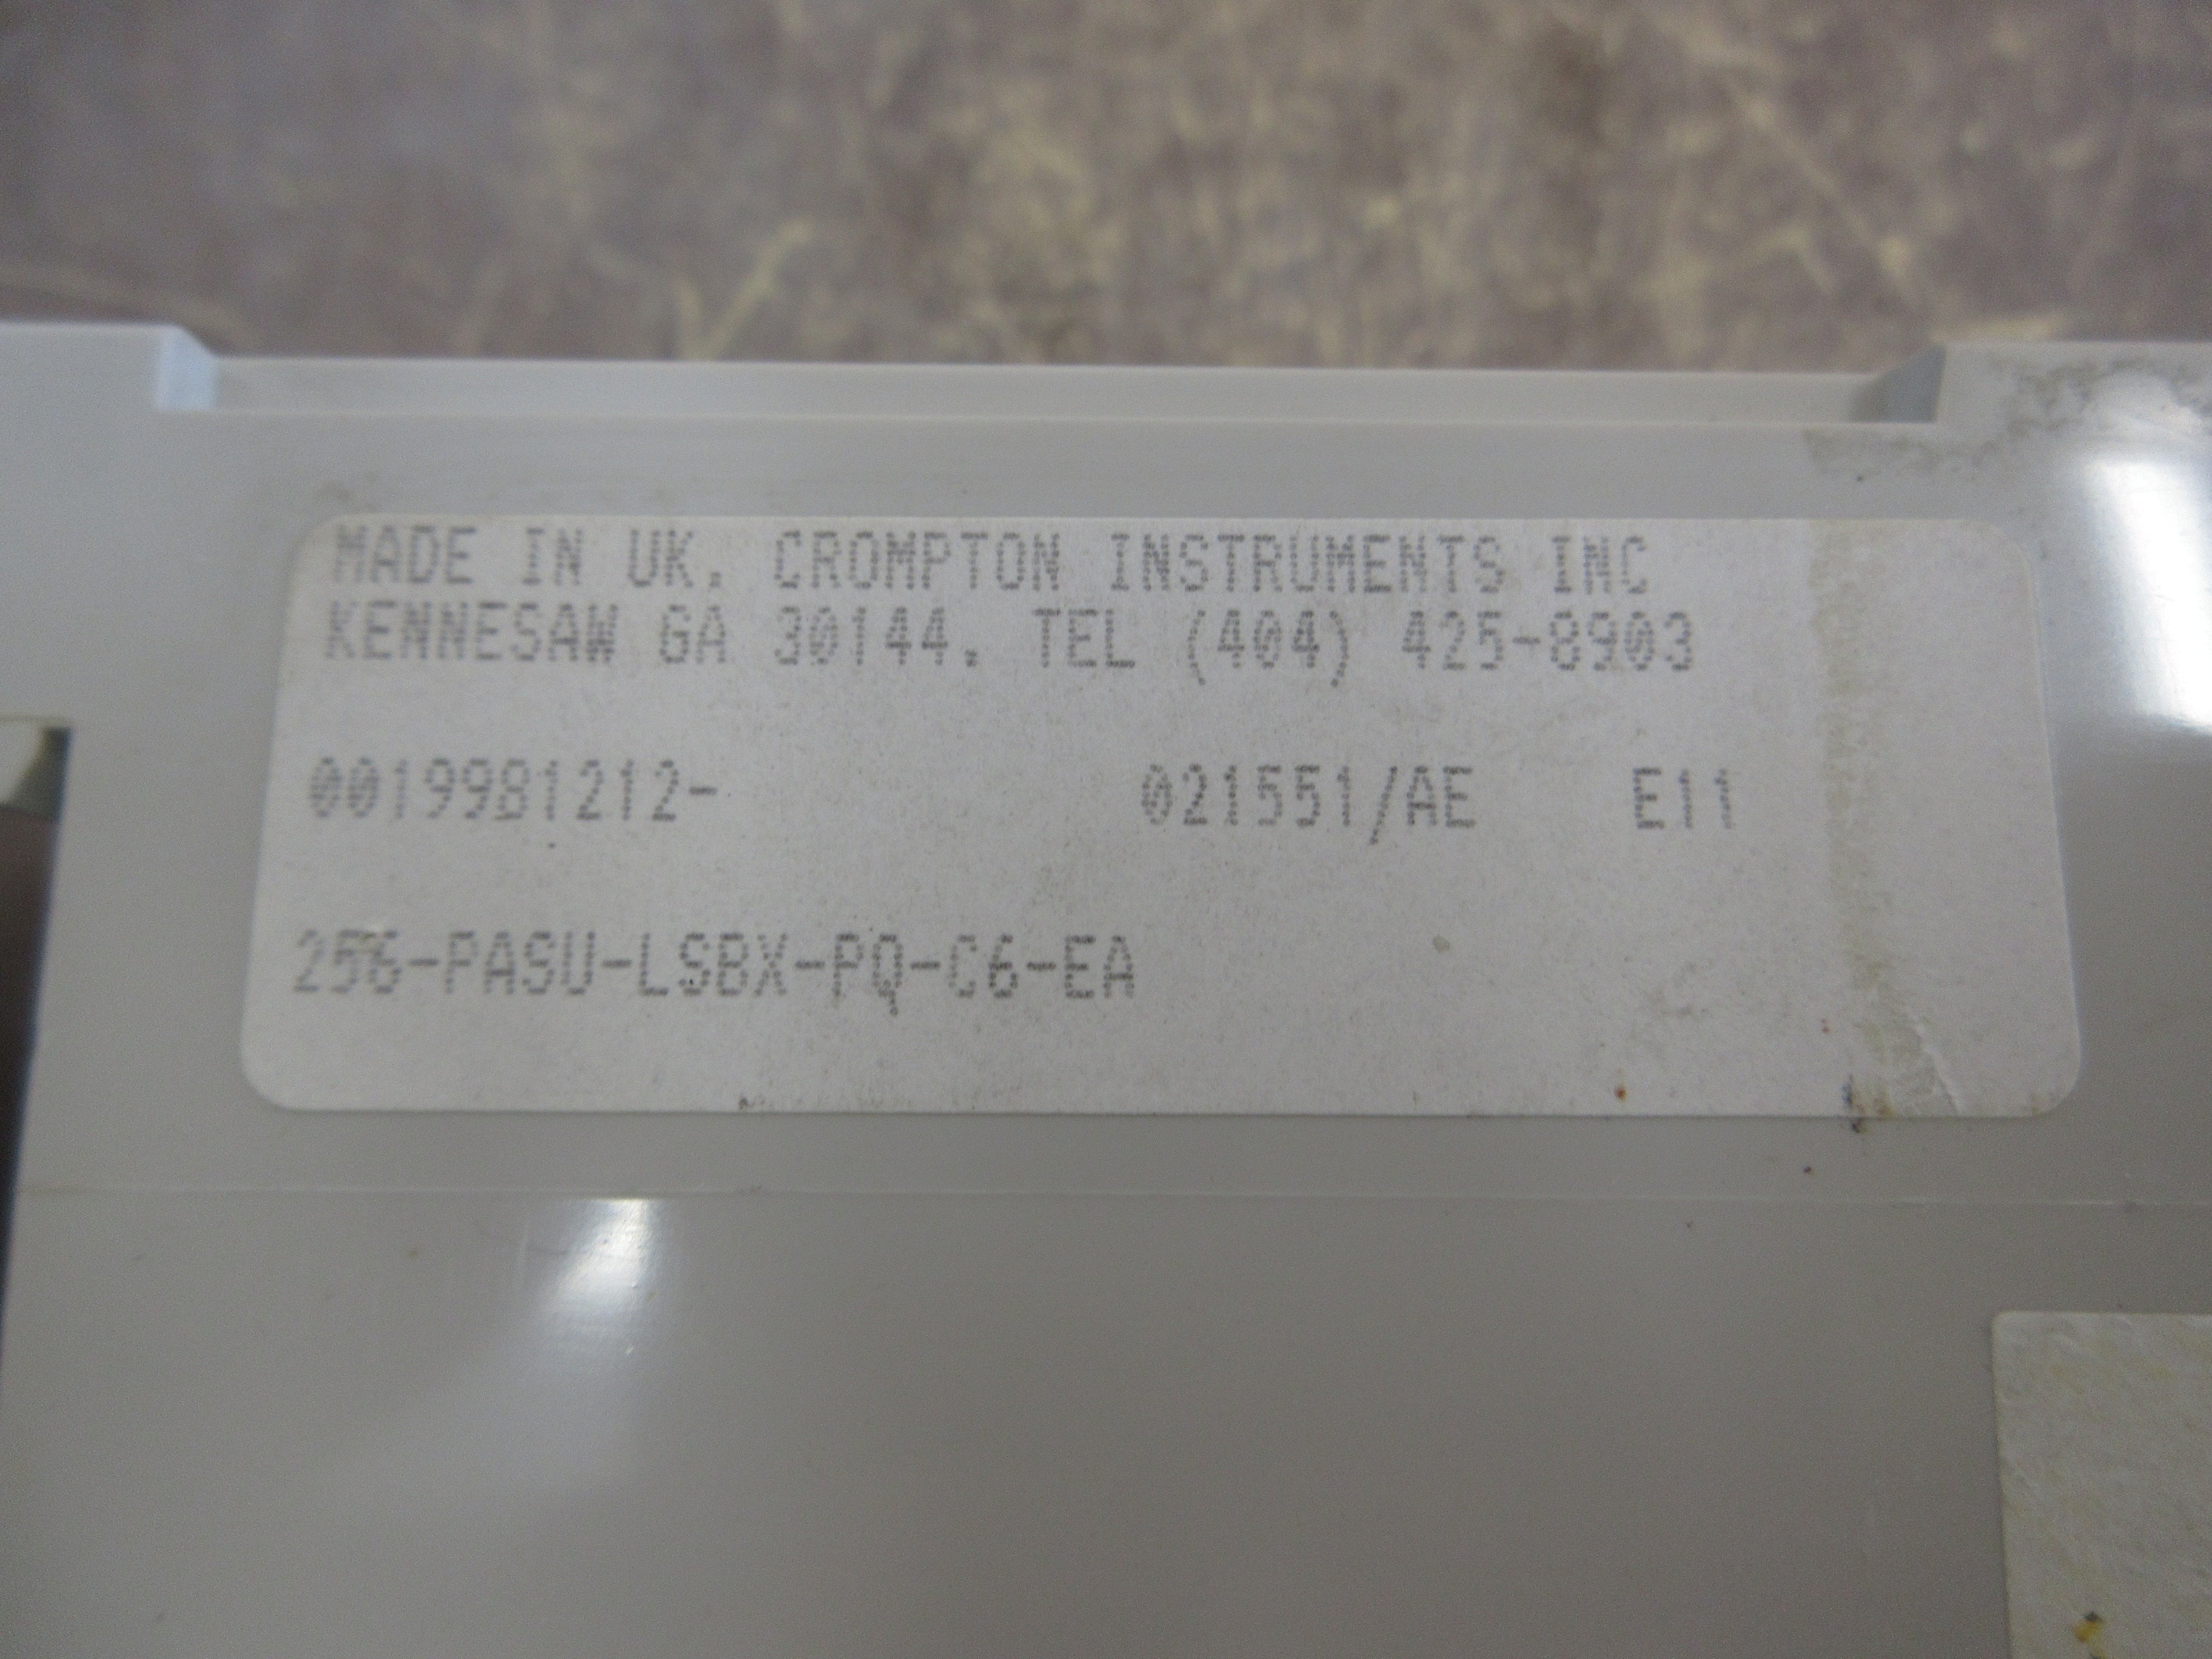 MADE IN UK. CROMPTON INSTRUMENTS INC
KENNESAW GA 30144. TEL (404) 425-8903
0019981212- 021551/AE E11
256-PASU-LSBX-PQ-C6-EA